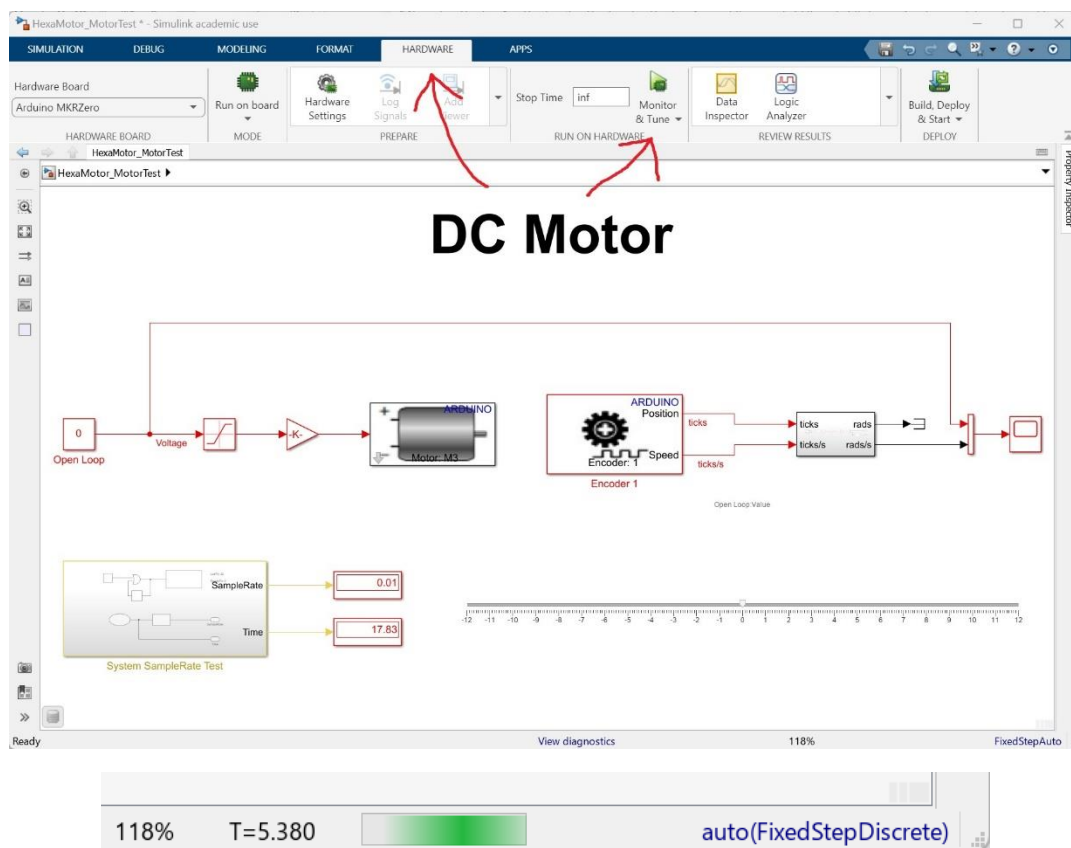 HexaMotor_MotorTest * - Simulink academic use
SIMULATION DEBUG MODELING FORMAT HARDWARE APPS
Hardware Board
Arduino MKRZero
Run on board
Hardware Settings
Log Signals
Add Viewer
Stop Time inf
Monitor & Tune
Data Inspector
Logic Analyzer
Build, Deploy & Start
HARDWARE BOARD MODE PREPARE RUN ON HARDWARE REVIEW RESULTS DEPLOY
HexaMotor_MotorTest
HexaMotor_MotorTest
Property Inspector
DC Motor
0
Open Loop
Voltage
-K-
ARDUINO
Motor: M3
ARDUINO
Position
Speed
Encoder: 1
Encoder 1
ticks
ticks/s
ticks rads
ticks/s rads/s
Open Loop:Value
SampleRate
0.01
Time
17.83
System SampleRate Test
-12 -11 -10 -9 -8 -7 -6 -5 -4 -3 -2 -1 0 1 2 3 4 5 6 7 8 9 10 11 12
Ready View diagnostics 118% FixedStepAuto
118% T=5.380 auto(FixedStepDiscrete)